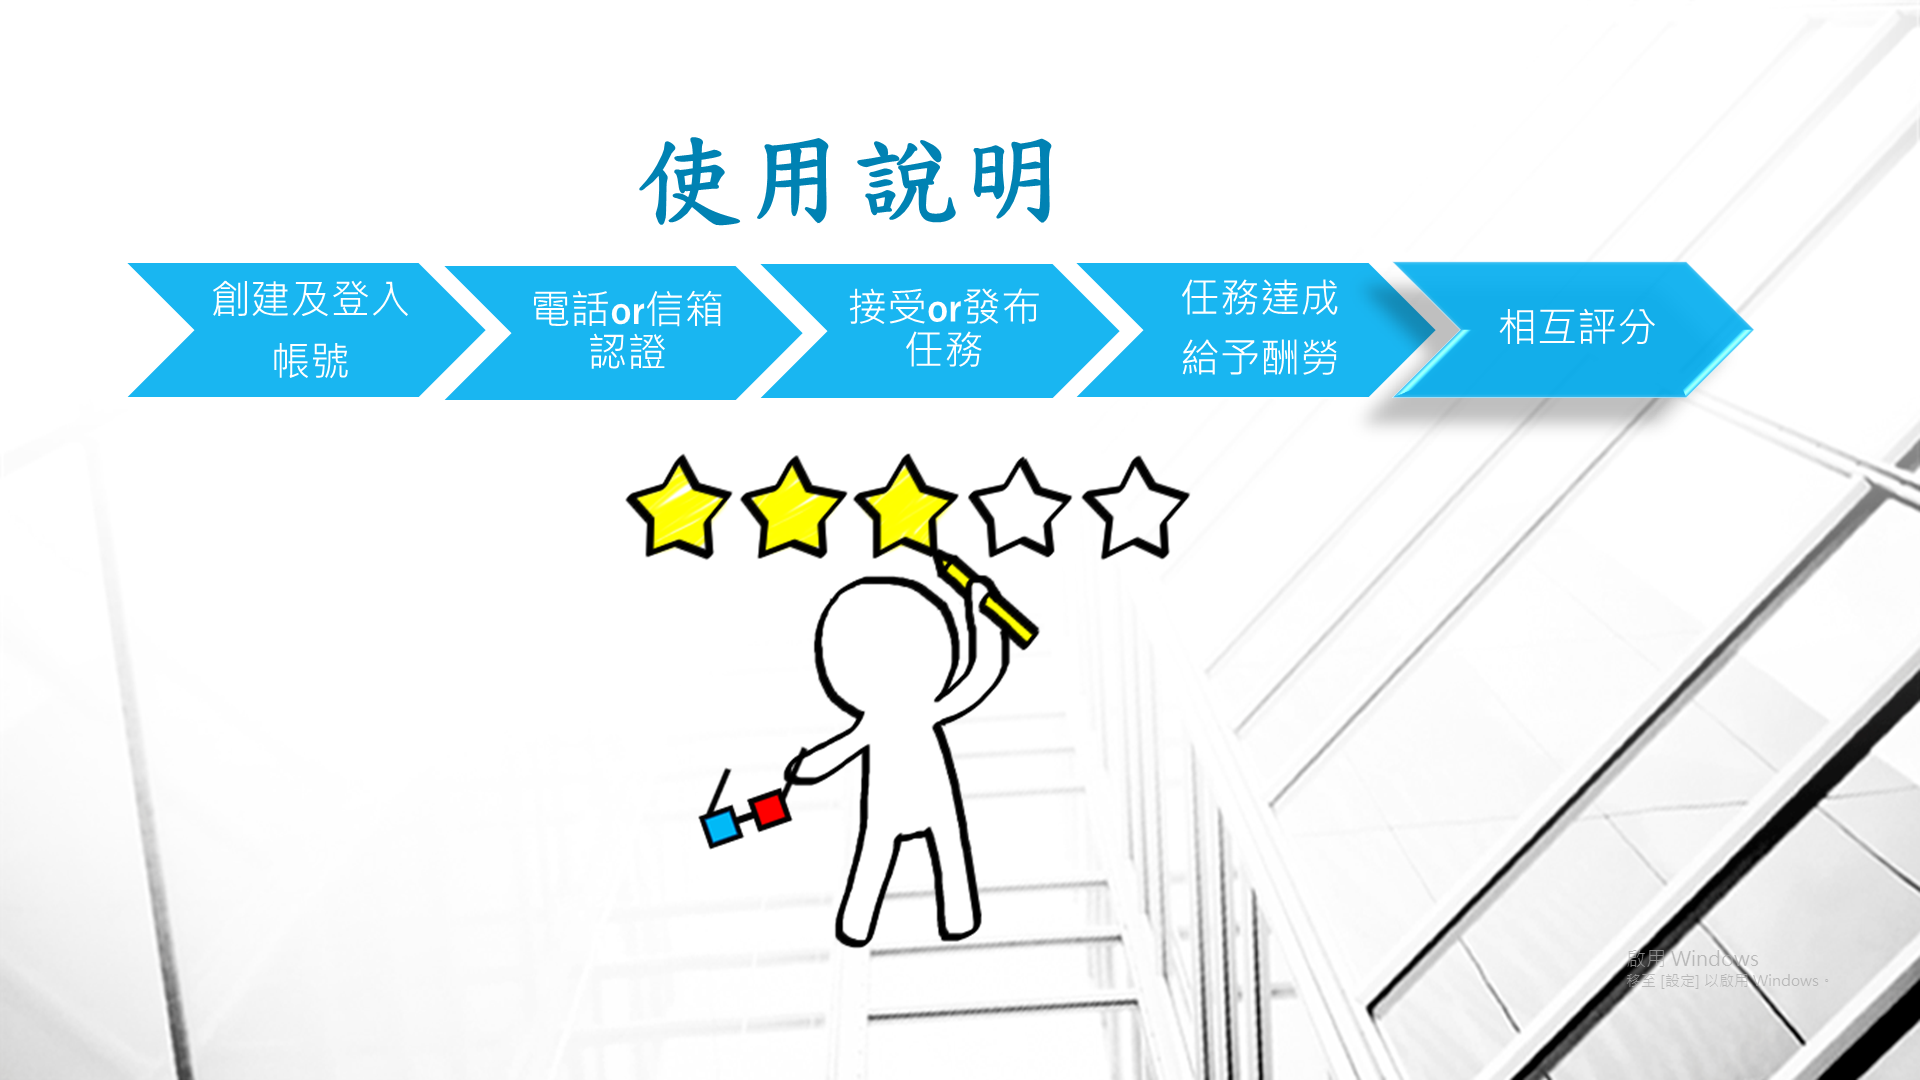 使用說明
創建及登入
帳號
電話or信箱
認證
接受or發布
任務
任務達成
給予酬勞
相互評分
啟用 Windows
移至 [設定] 以啟用 Windows。